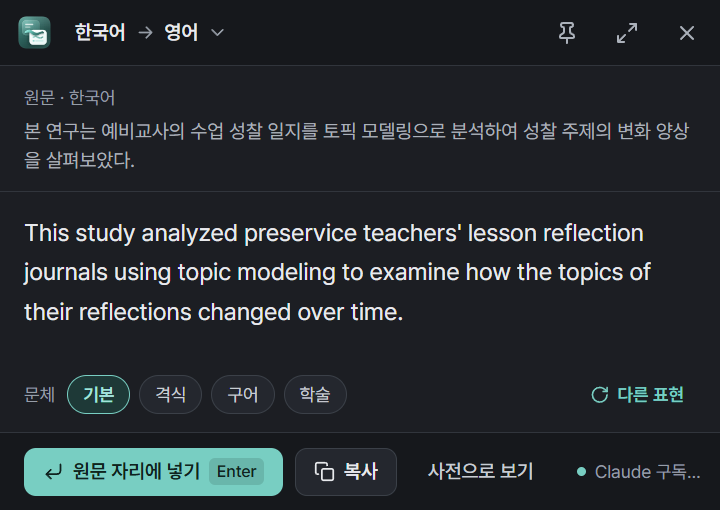 한국어 → 영어
원문 · 한국어
본 연구는 예비교사의 수업 성찰 일지를 토픽 모델링으로 분석하여 성찰 주제의 변화 양상
을 살펴보았다.
This study analyzed preservice teachers' lesson reflection
journals using topic modeling to examine how the topics of
their reflections changed over time.
문체 기본 격식 구어 학술 다른 표현
원문 자리에 넣기 Enter 복사 사전으로 보기 Claude 구독...